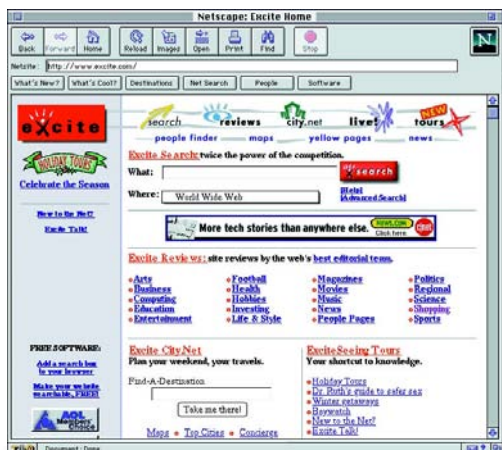 Netscape: Excite Home
Back Forward Home Reload Images Open Print Find Stop
N
Netsite: http://www.excite.com/
What's New? What's Cool? Destinations Net Search People Software
excite
search reviews city.net live! tours NEW
people finder maps yellow pages news
HOLIDAY TOURS
Celebrate the Season
New to the Net?
Excite Talk!
Excite Search: twice the power of the competition.
What:
search
Where: World Wide Web
[Help]
[Advanced Search]
More tech stories than anywhere else. Click here.
Excite Reviews: site reviews by the web's best editorial team.
Arts Football Magazines Politics
Business Health Movies Regional
Computing Hobbies Music Science
Education Investing News Shopping
Entertainment Life & Style People Pages Sports
FREE SOFTWARE:
Add a search box
to your browser
Make your website
searchable, FREE!
AOL
Members'
Choice
Excite City.Net
Plan your weekend, your travels.
Find-A-Destination
Take me there!
Maps Top Cities Concierge
ExciteSeeing Tours
Your shortcut to knowledge.
Holiday Tours
Dr. Ruth's guide to safer sex
Winter getaways
Baywatch
New to the Net?
Excite Talk!
Document: Done.